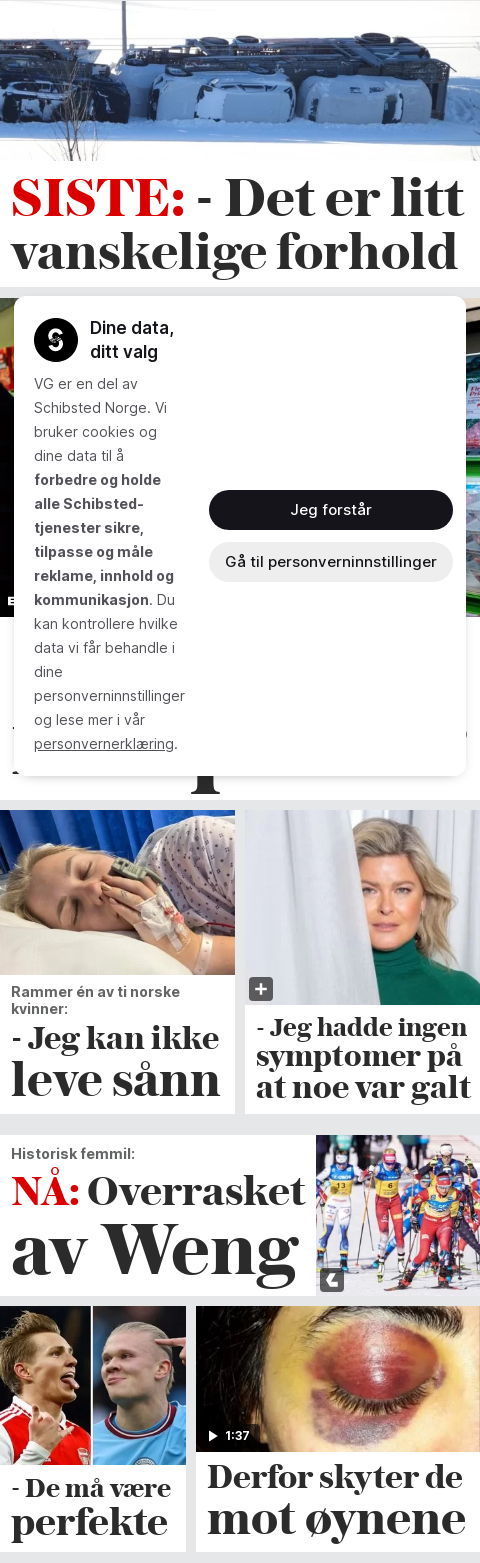 SISTE: - Det er litt
vanskelige forhold
Dine data,
ditt valg
VG er en del av
Schibsted Norge. Vi
bruker cookies og
dine data til å
forbedre og holde
alle Schibsted-
tjenester sikre,
tilpasse og måle
reklame, innhold og
kommunikasjon. Du
kan kontrollere hvilke
data vi får behandle i
dine
personverninnstillinger
og lese mer i vår
personvernerklæring.
Jeg forstår
Gå til personverninnstillinger
Rammer én av ti norske
kvinner:
- Jeg kan ikke
leve sånn
- Jeg hadde ingen
symptomer på
at noe var galt
Historisk femmil:
NÅ: Overrasket
av Weng
13
6
- De må være
perfekte
1:37
Derfor skyter de
mot øynene